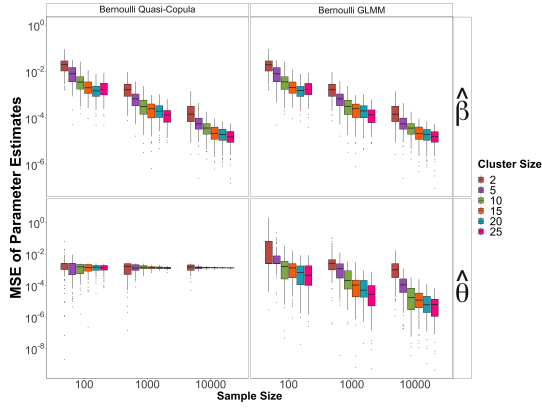 Bernoulli Quasi-Copula Bernoulli GLMM
10^0
10^-2
10^-4
10^-6
β̂
10^0
10^-2
10^-4
10^-6
10^-8
θ̂
MSE of Parameter Estimates
100 1000 10000 100 1000 10000
Sample Size
Cluster Size
2
5
10
15
20
25